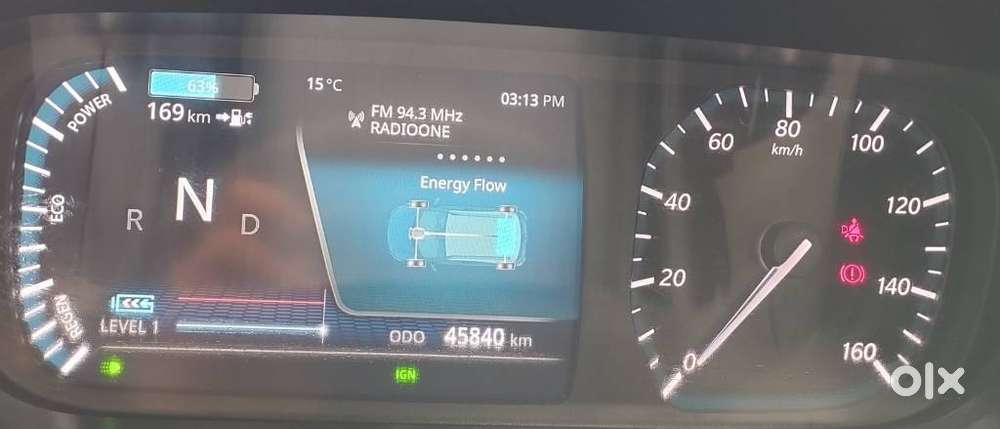 63%
169 km
15 °C
03:13 PM
FM 94.3 MHz
RADIOONE
Energy Flow
POWER
ECO
REGEN
R N D
LEVEL 1
ODO 45840 km
IGN
0
20
40
60
80
100
120
140
160
km/h
D
olx